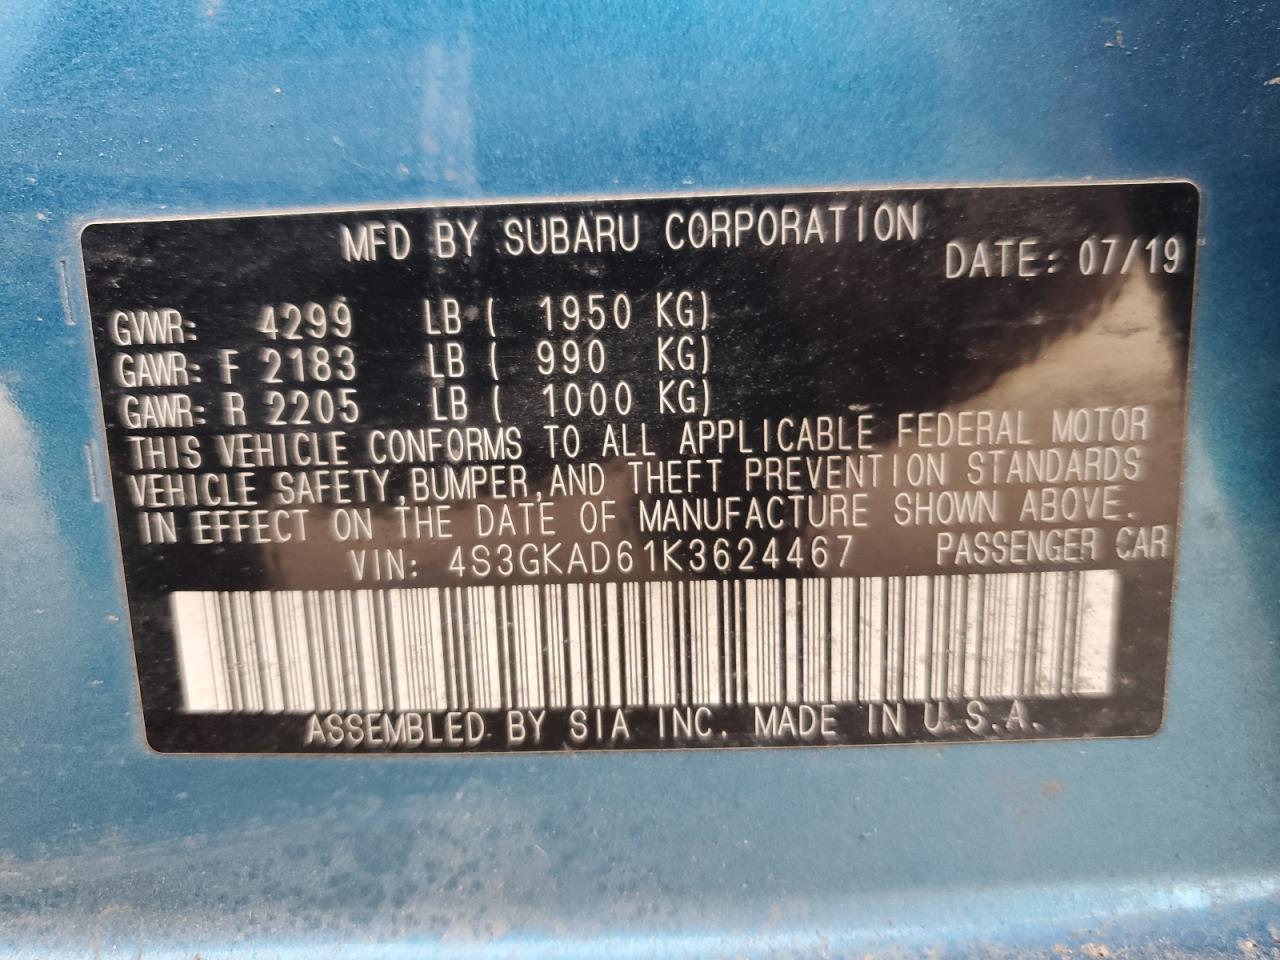 MFD BY SUBARU CORPORATION
DATE: 07/19
GVWR: 4299 LB ( 1950 KG)
GAWR: F 2183 LB ( 990 KG)
GAWR: R 2205 LB ( 1000 KG)
THIS VEHICLE CONFORMS TO ALL APPLICABLE FEDERAL MOTOR
VEHICLE SAFETY,BUMPER,AND THEFT PREVENTION STANDARDS
IN EFFECT ON THE DATE OF MANUFACTURE SHOWN ABOVE.
VIN: 4S3GKAD61K3624467 PASSENGER CAR
ASSEMBLED BY SIA INC. MADE IN U.S.A.